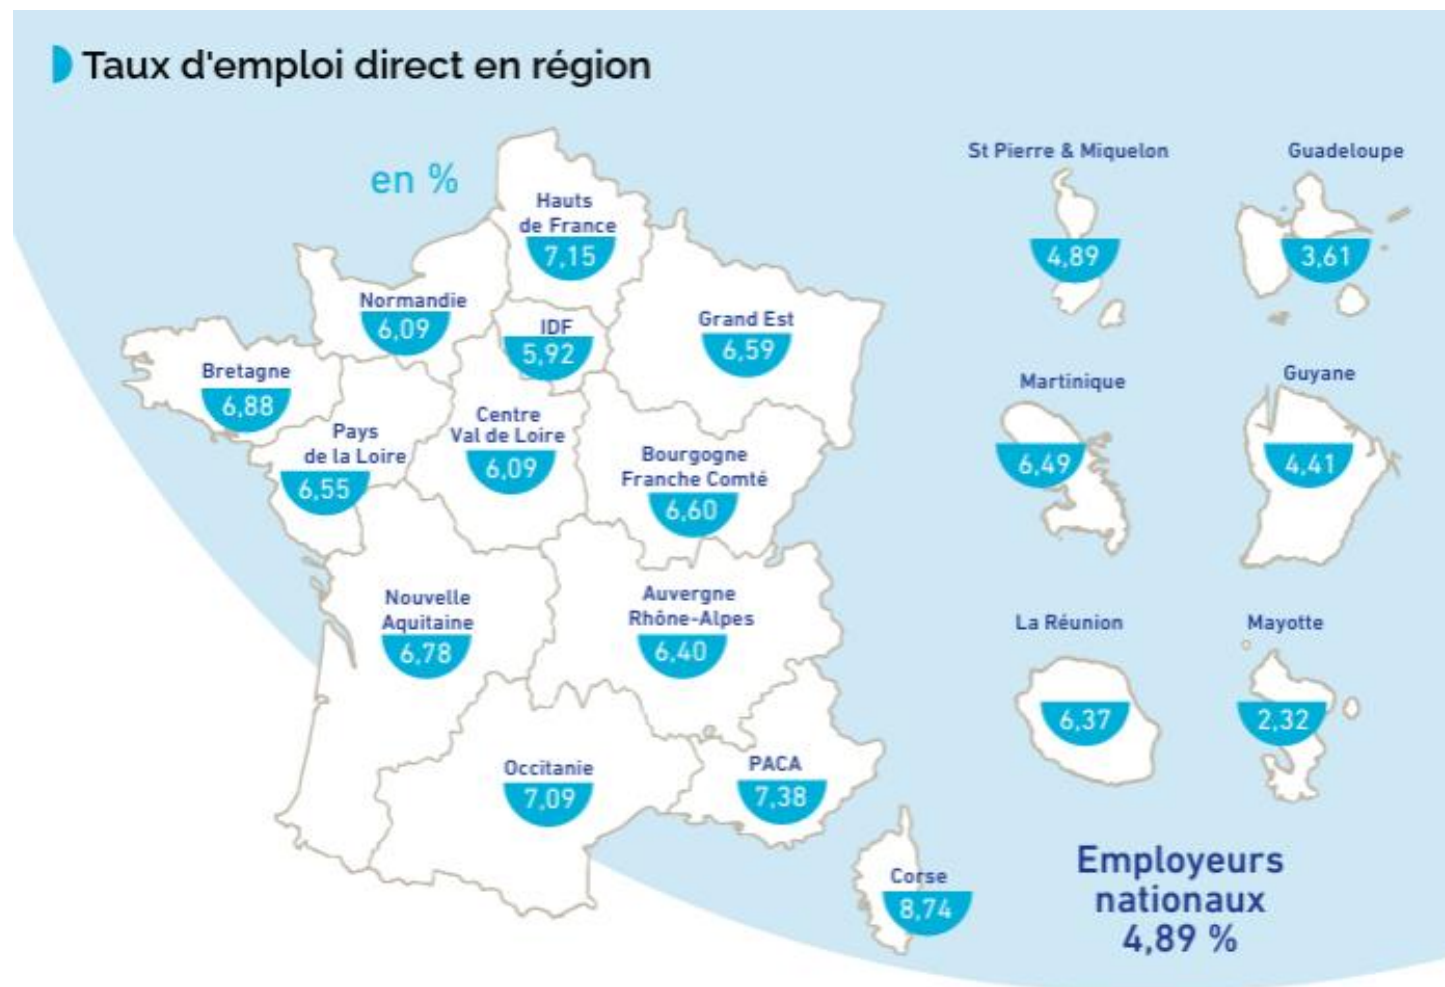 Taux d'emploi direct en région
en %
Hauts
de France
7,15
Normandie
6,09
IDF
5,92
Grand Est
6,59
Bretagne
6,88
Pays
de la Loire
6,55
Centre
Val de Loire
6,09
Bourgogne
Franche Comté
6,60
Nouvelle
Aquitaine
6,78
Auvergne
Rhône-Alpes
6,40
Occitanie
7,09
PACA
7,38
Corse
8,74
St Pierre & Miquelon
4,89
Guadeloupe
3,61
Martinique
6,49
Guyane
4,41
La Réunion
6,37
Mayotte
2,32
Employeurs
nationaux
4,89 %